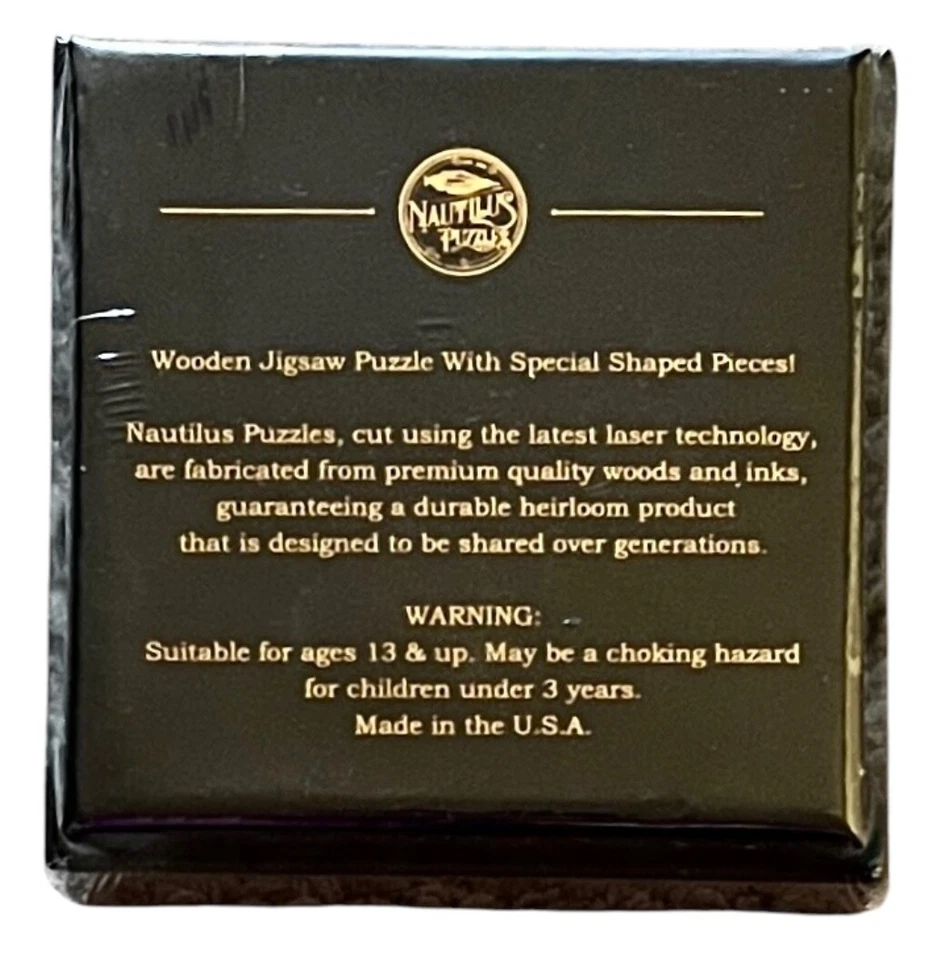 NAUTILUS
PUZZLES
Wooden Jigsaw Puzzle With Special Shaped Pieces!
Nautilus Puzzles, cut using the latest laser technology,
are fabricated from premium quality woods and inks,
guaranteeing a durable heirloom product
that is designed to be shared over generations.
WARNING:
Suitable for ages 13 & up. May be a choking hazard
for children under 3 years.
Made in the U.S.A.